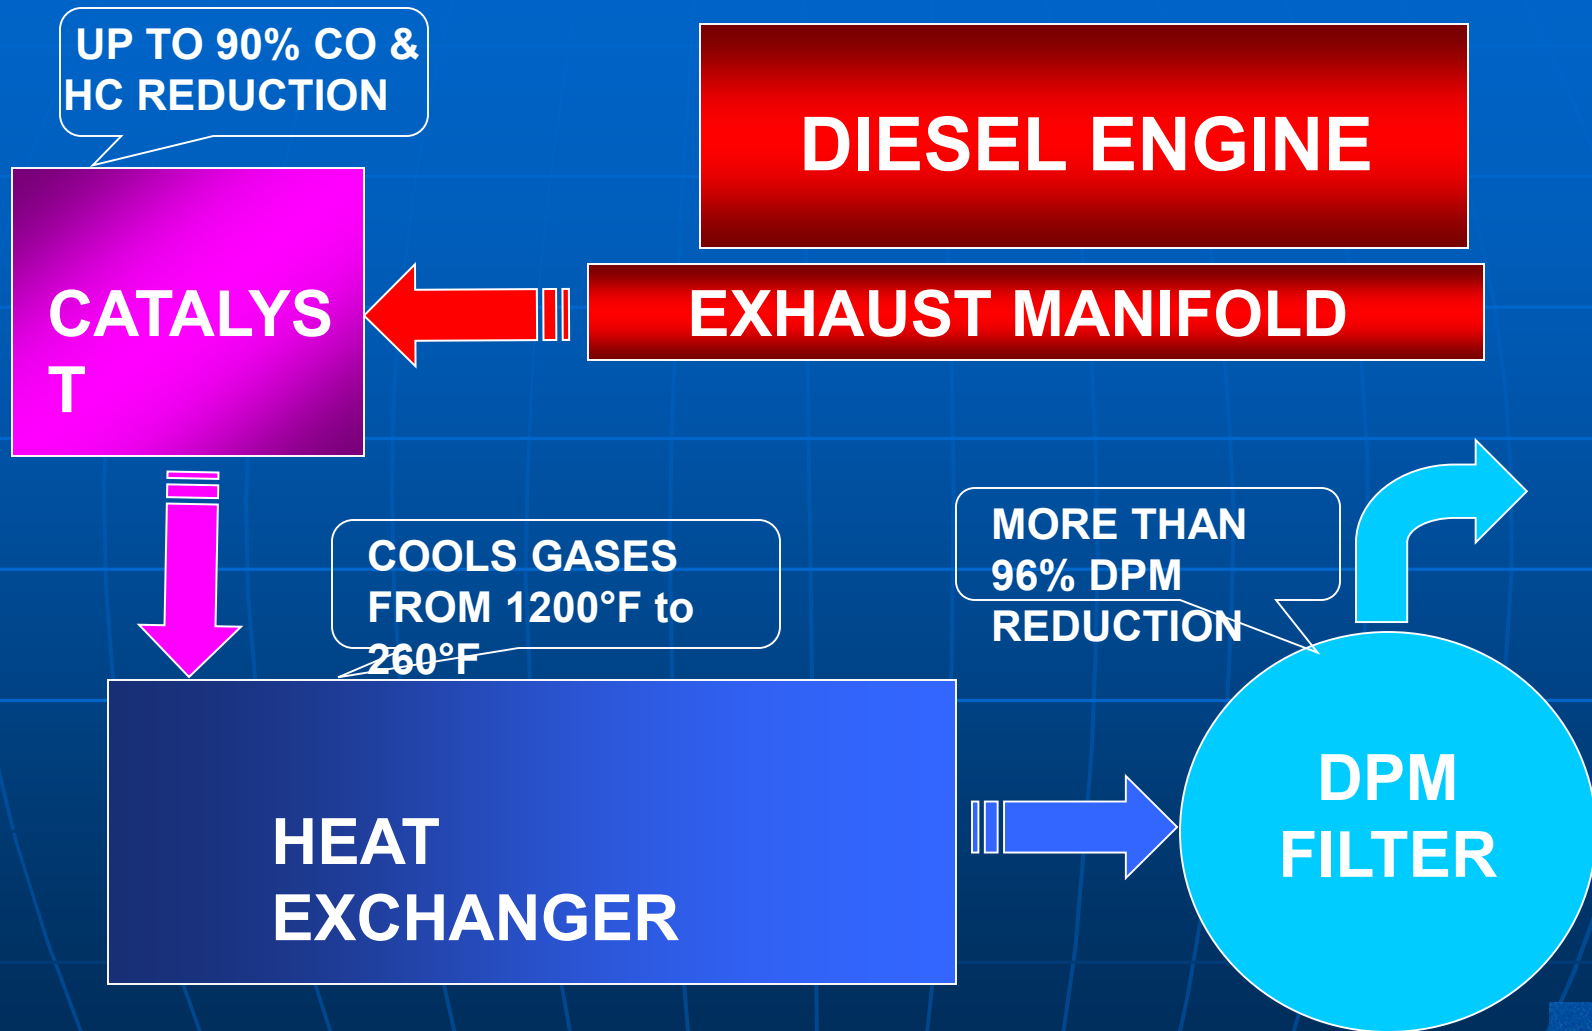 UP TO 90% CO &
HC REDUCTION
DIESEL ENGINE
CATALYS
T
EXHAUST MANIFOLD
COOLS GASES
FROM 1200°F to
260°F
MORE THAN
96% DPM
REDUCTION
HEAT
EXCHANGER
DPM
FILTER